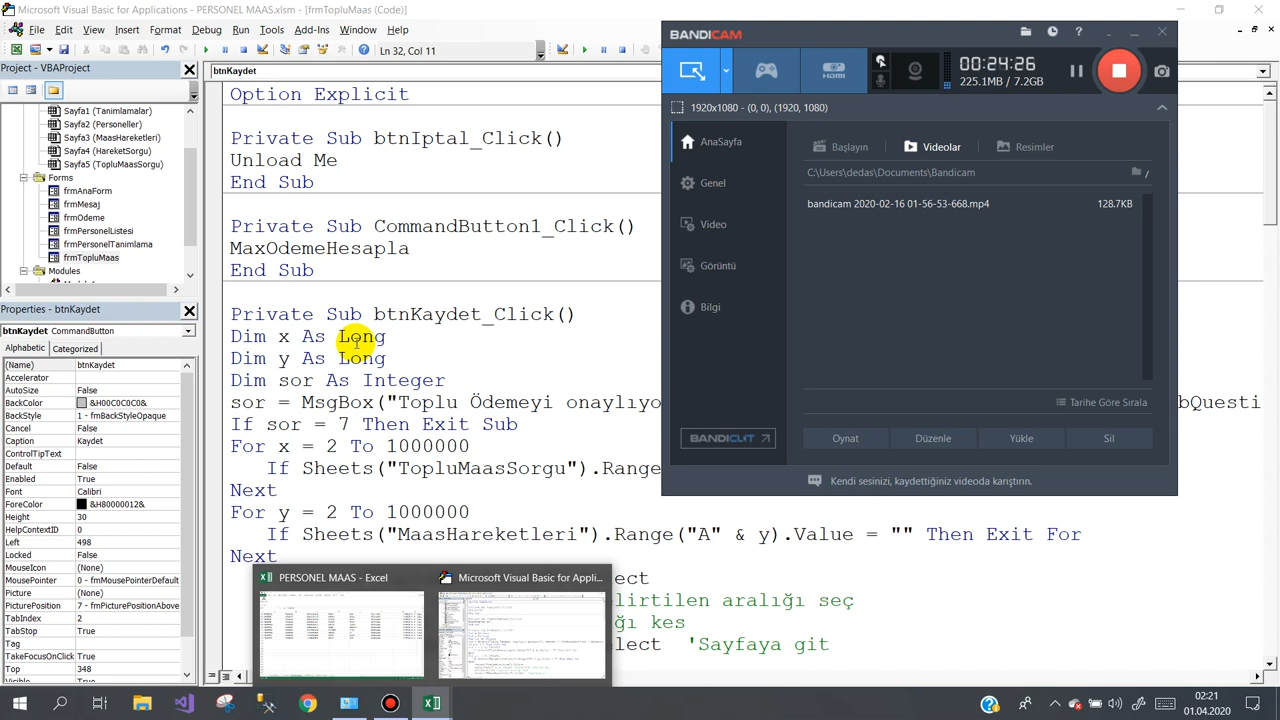 Microsoft Visual Basic for Applications - PERSONEL MAAS.xlsm - [frmTopluMaas (Code)]
File Edit View Insert Format Debug Run Tools Add-Ins Window Help
Ln 32, Col 11
Project - VBAProject
Sayfa1 (Tanimlamalar)
Sayfa2 (Personeller)
Sayfa3 (MaasHareketleri)
Sayfa4 (HareketSorgu)
Sayfa5 (TopluMaasSorgu)
Forms
frmAnaForm
frmMesaj
frmOdeme
frmPersonelListesi
frmPersonelTanimlama
frmTopluMaas
Modules
Properties - btnKaydet
btnKaydet CommandButton
Alphabetic Categorized
(Name) btnKaydet
Accelerator
AutoSize False
BackColor &H00C0C0C0&
BackStyle 1 - fmBackStyleOpaque
Cancel False
Caption Kaydet
ControlTipText
Default False
Enabled True
Font Calibri
ForeColor &H80000012&
Height 30
HelpContextID 0
Left 498
Locked False
MouseIcon (None)
MousePointer 0 - fmMousePointerDefault
Picture (None)
PicturePosition 7 - fmPicturePositionAbove
TabIndex 2
TabStop True
Tag
TakeFocusOnClick True
Top 348
Visible True
btnKaydet
Option Explicit
Private Sub btnIptal_Click()
Unload Me
End Sub
Private Sub CommandButton1_Click()
MaxOdemeHesapla
End Sub
Private Sub btnKaydet_Click()
Dim x As Long
Dim y As Long
Dim sor As Integer
sor = MsgBox("Toplu Ödemeyi onaylıyo
bQuesti
If sor = 7 Then Exit Sub
For x = 2 To 1000000
If Sheets("TopluMaasSorgu").Range
Next
For y = 2 To 1000000
If Sheets("MaasHareketleri").Range("A" & y).Value = "" Then Exit For
Next
ect
elirtilen aralığı seç
ğı kes
elect 'Sayfaya git
BANDICAM
00:24:26
225.1MB / 7.2GB
HDMI
1920x1080 - (0, 0), (1920, 1080)
AnaSayfa
Genel
Video
Görüntü
Bilgi
BANDICUT
Başlayın Videolar Resimler
C:\Users\dedas\Documents\Bandicam
bandicam 2020-02-16 01-56-53-668.mp4 128.7KB
Tarihe Göre Sırala
Oynat Düzenle Yükle Sil
Kendi sesinizi, kaydettiğiniz videoda karıştırın.
PERSONEL MAAS - Excel
Microsoft Visual Basic for Appli...
02:21
01.04.2020